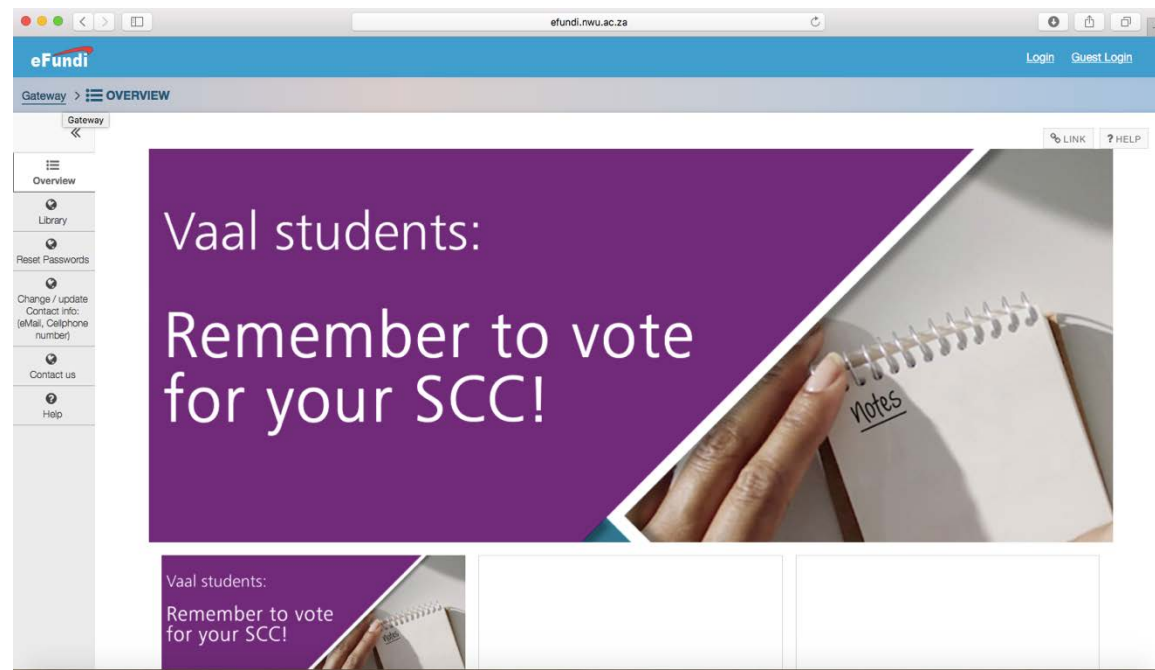 efundi.nwu.ac.za
eFundi
Login Guest Login
Gateway > OVERVIEW
Gateway
LINK ? HELP
Overview
Library
Reset Passwords
Change / update
Contact info:
(eMail, Cellphone
number)
Contact us
Help
Vaal students:
Remember to vote
for your SCC!
notes
Vaal students:
Remember to vote
for your SCC!
notes